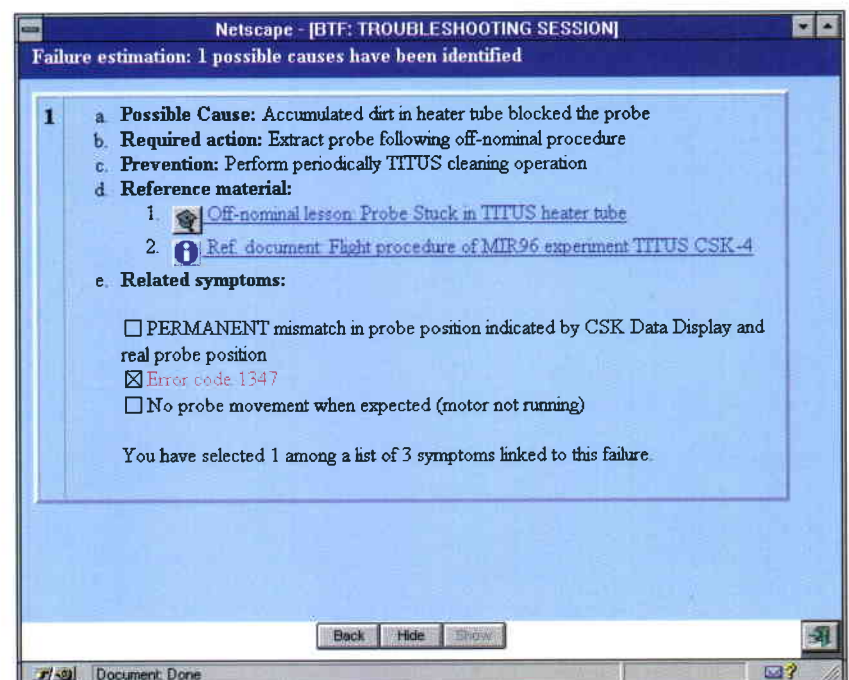 Netscape - [BTF: TROUBLESHOOTING SESSION]
Failure estimation: 1 possible causes have been identified
1
a. Possible Cause: Accumulated dirt in heater tube blocked the probe
b. Required action: Extract probe following off-nominal procedure
c. Prevention: Perform periodically TITUS cleaning operation
d. Reference material:
1. Off-nominal lesson: Probe Stuck in TITUS heater tube
2. Ref. document: Flight procedure of MIR96 experiment TITUS CSK-4
e. Related symptoms:
PERMANENT mismatch in probe position indicated by CSK Data Display and
real probe position
Error code 1347
No probe movement when expected (motor not running)
You have selected 1 among a list of 3 symptoms linked to this failure.
Back Hide Show
Document: Done